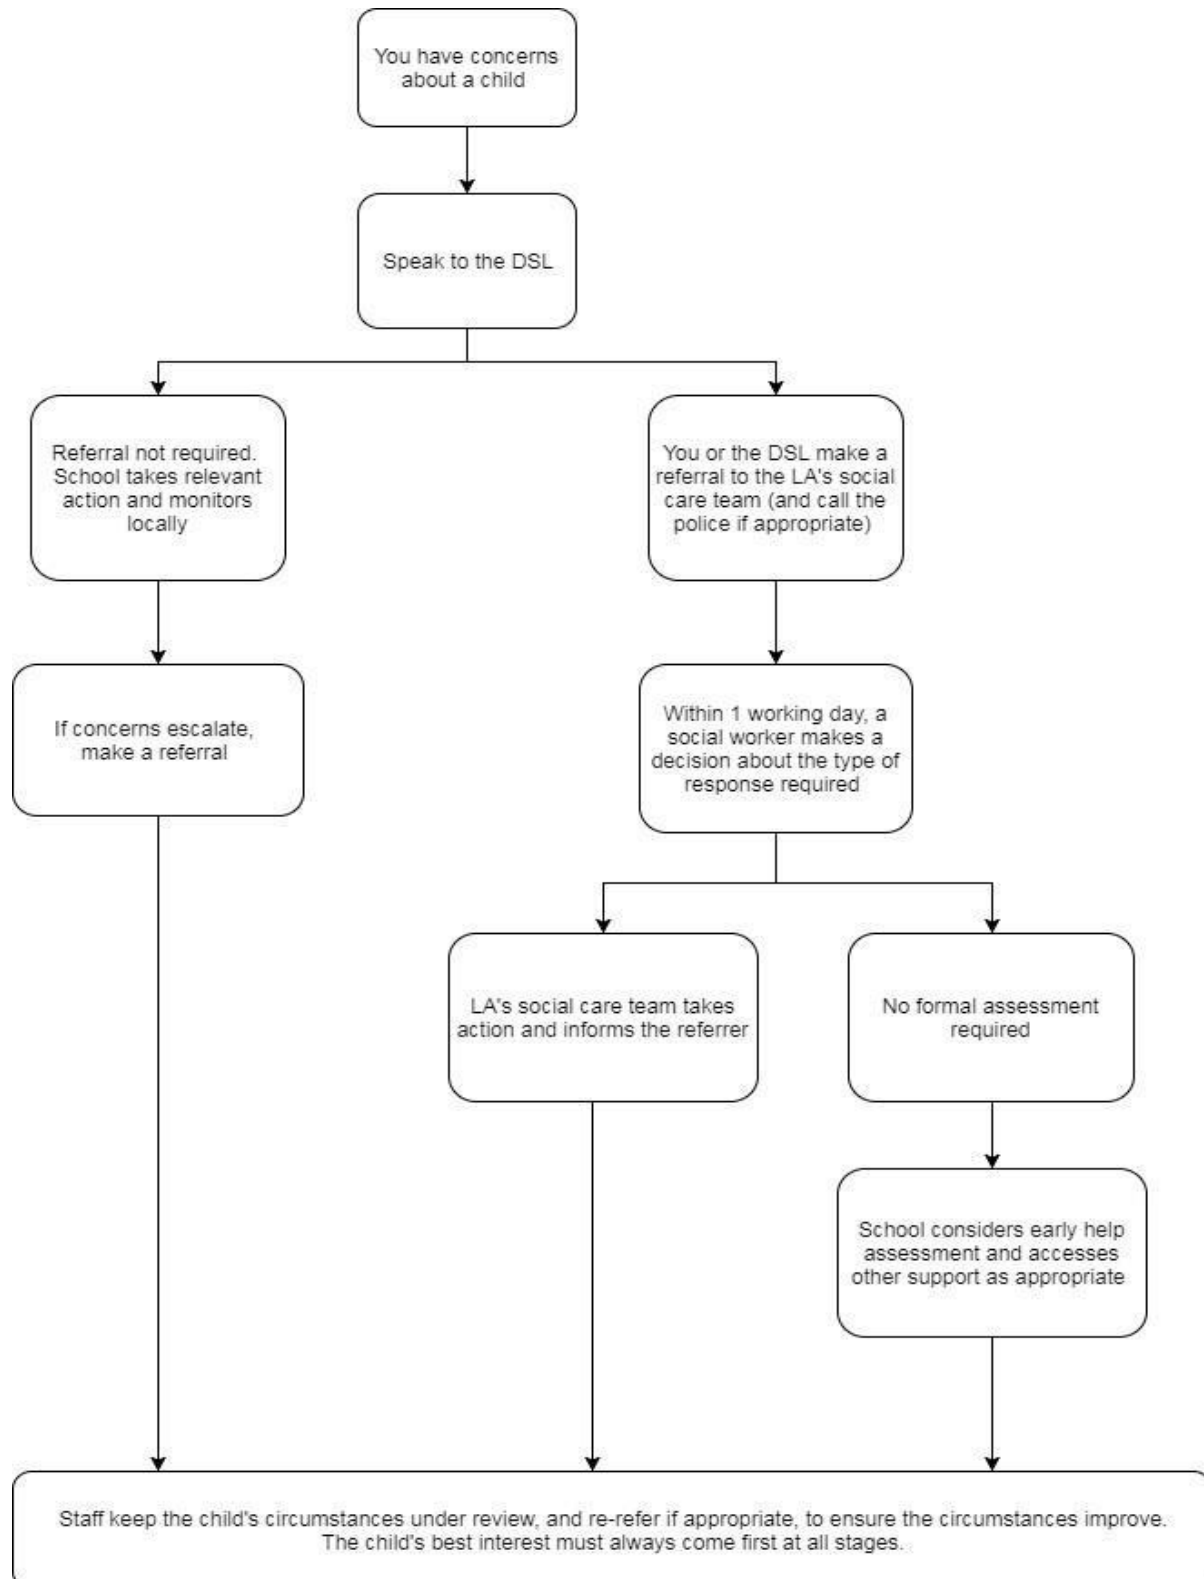 You have concerns
about a child
Speak to the DSL
Referral not required.
School takes relevant
action and monitors
locally
You or the DSL make a
referral to the LA's social
care team (and call the
police if appropriate)
If concerns escalate,
make a referral
Within 1 working day, a
social worker makes a
decision about the type of
response required
LA's social care team takes
action and informs the referrer
No formal assessment
required
School considers early help
assessment and accesses
other support as appropriate
Staff keep the child's circumstances under review, and re-refer if appropriate, to ensure the circumstances improve.
The child's best interest must always come first at all stages.